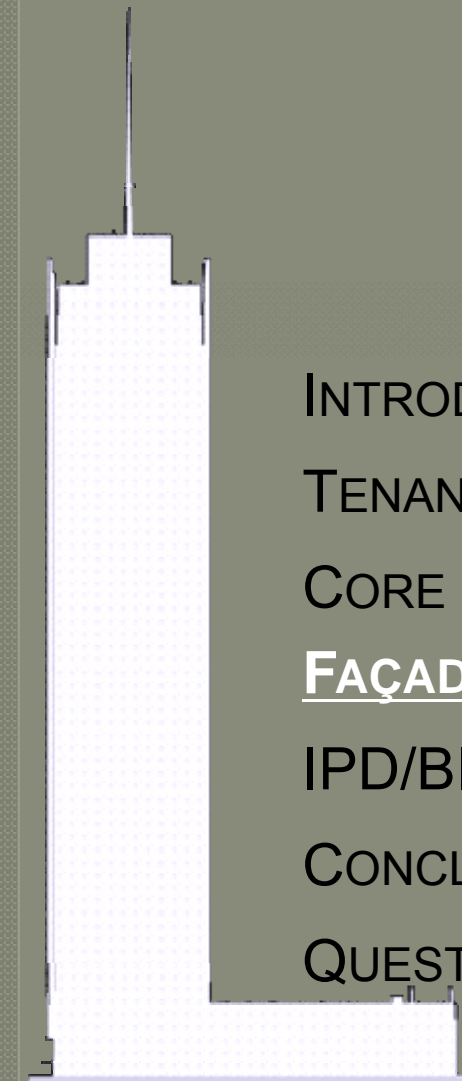 INTROD
TENAN
CORE
FAÇAD
IPD/BI
CONCL
QUEST